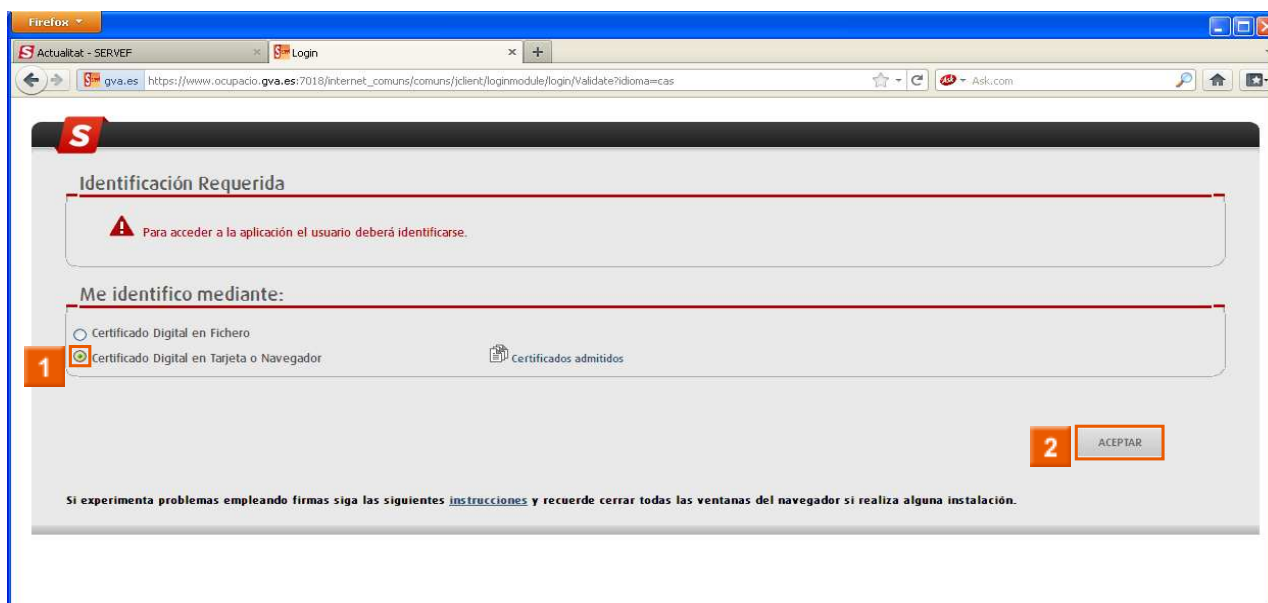 Firefox
Actualitat - SERVEF
Login
gva.es https://www.ocupacio.gva.es:7018/internet_comuns/comuns/jclient/loginmodule/login/Validate?idioma=cas
Ask.com
S
Identificación Requerida
Para acceder a la aplicación el usuario deberá identificarse.
Me identifico mediante:
Certificado Digital en Fichero
1 Certificado Digital en Tarjeta o Navegador Certificados admitidos
2 ACEPTAR
Si experimenta problemas empleando firmas siga las siguientes instrucciones y recuerde cerrar todas las ventanas del navegador si realiza alguna instalación.